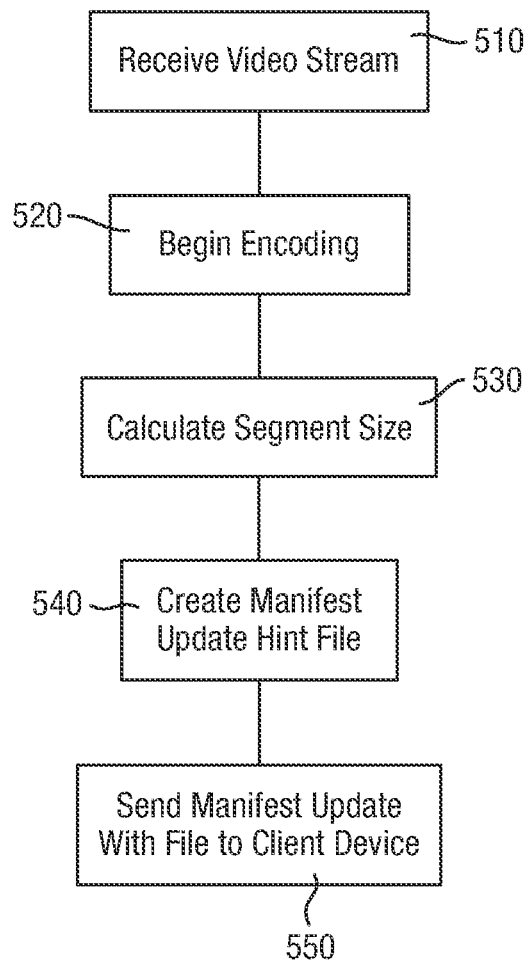 Receive Video Stream
510
520
Begin Encoding
530
Calculate Segment Size
540
Create Manifest
Update Hint File
Send Manifest Update
With File to Client Device
550